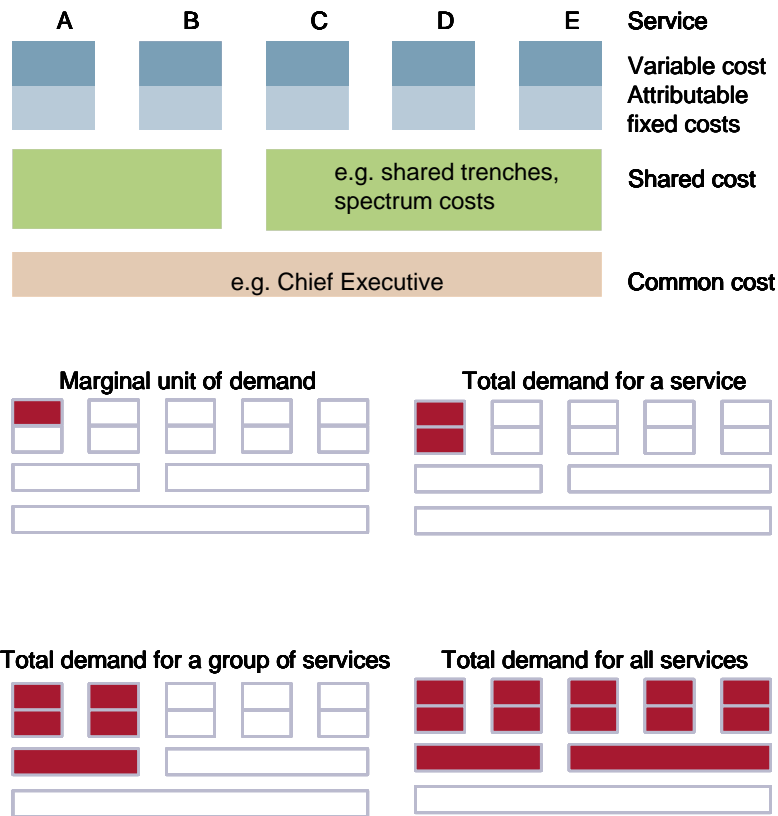 A B C D E Service
Variable cost
Attributable
fixed costs
e.g. shared trenches,
spectrum costs
Shared cost
e.g. Chief Executive Common cost
Marginal unit of demand
Total demand for a service
Total demand for a group of services
Total demand for all services